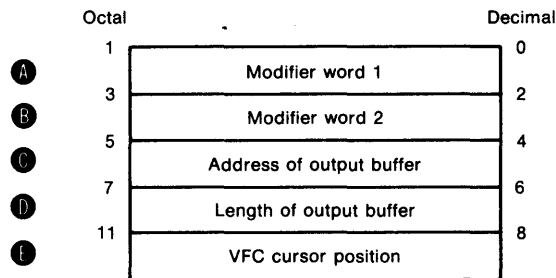 Octal Decimal
1 0
A Modifier word 1
3 2
B Modifier word 2
5 4
C Address of output buffer
7 6
D Length of output buffer
11 8
E VFC cursor position